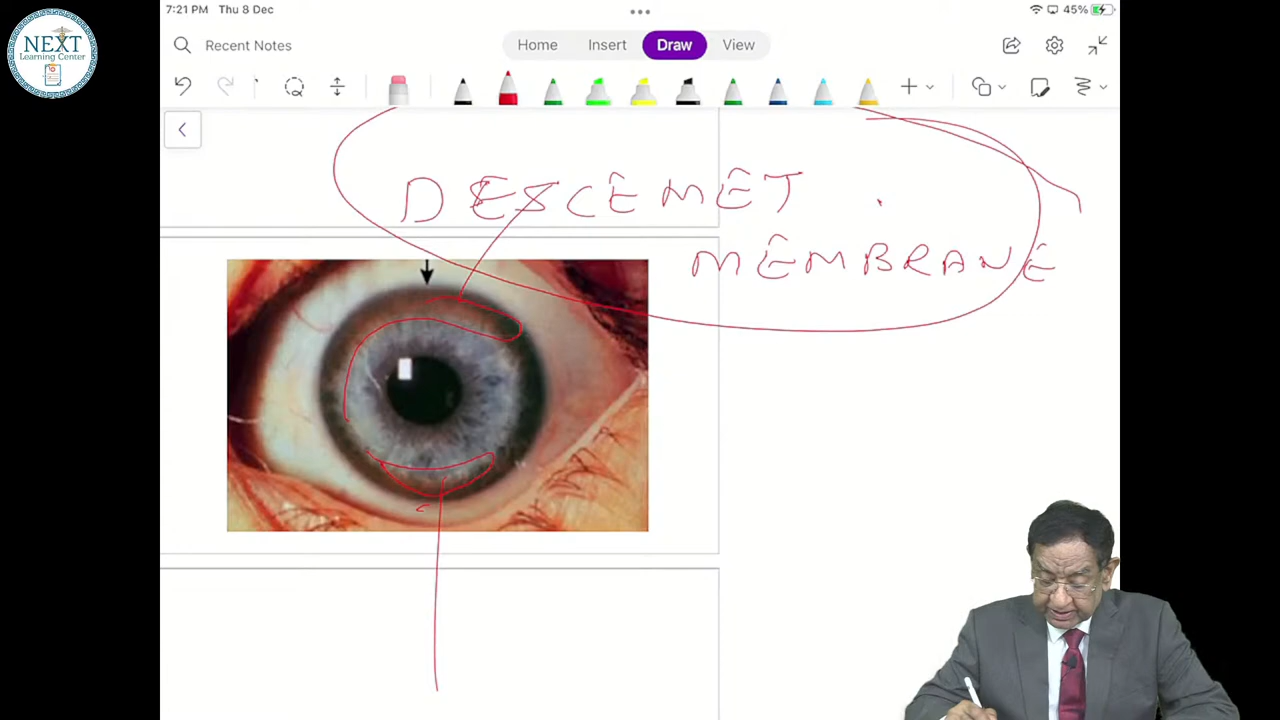 7:21 PM Thu 8 Dec
45%
NEXT
Learning Center
Recent Notes
Home Insert Draw View
DESCEMET
MEMBRANE